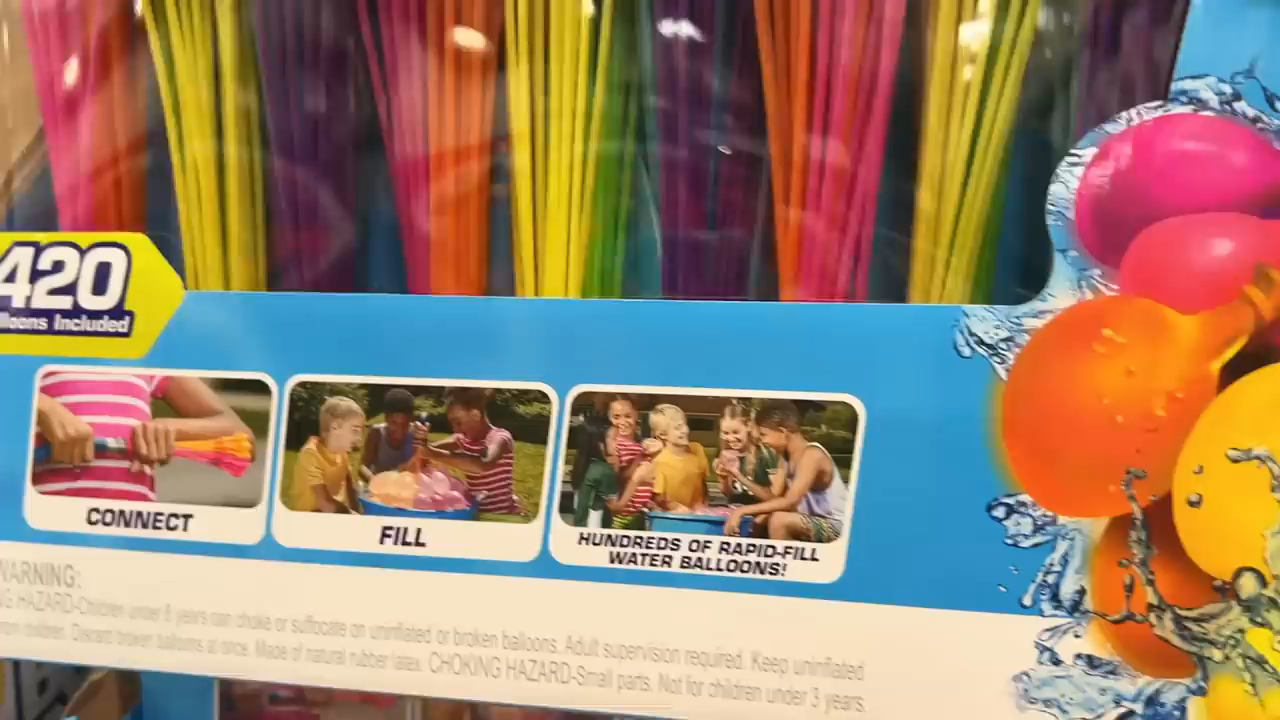 420
lloons Included
CONNECT
FILL
HUNDREDS OF RAPID-FILL
WATER BALLOONS!
WARNING:
NG HAZARD-Children under 8 years can choke or suffocate on uninflated or broken balloons. Adult supervision required. Keep uninflated
from children. Discard broken balloons at once. Made of natural rubber latex. CHOKING HAZARD-Small parts. Not for children under 3 years.